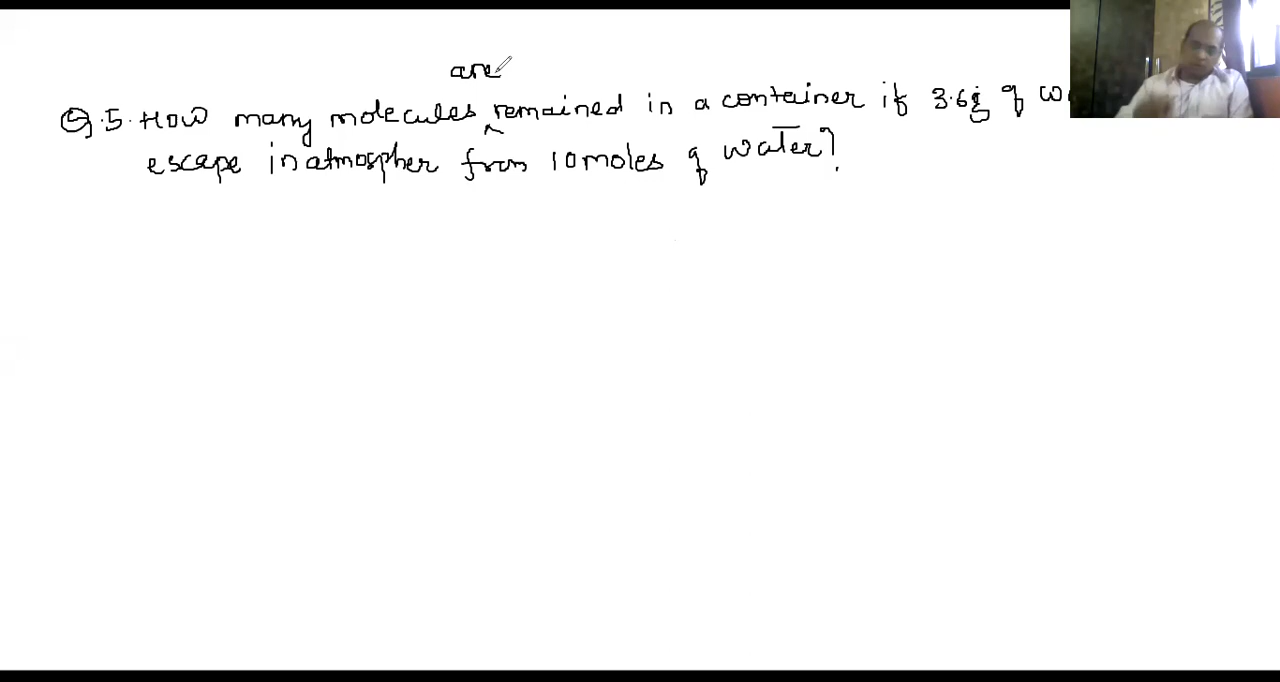 are
Q.5. How many molecules ^ remained in a container if 3.6g of
escape in atmospher from 10 moles of water?